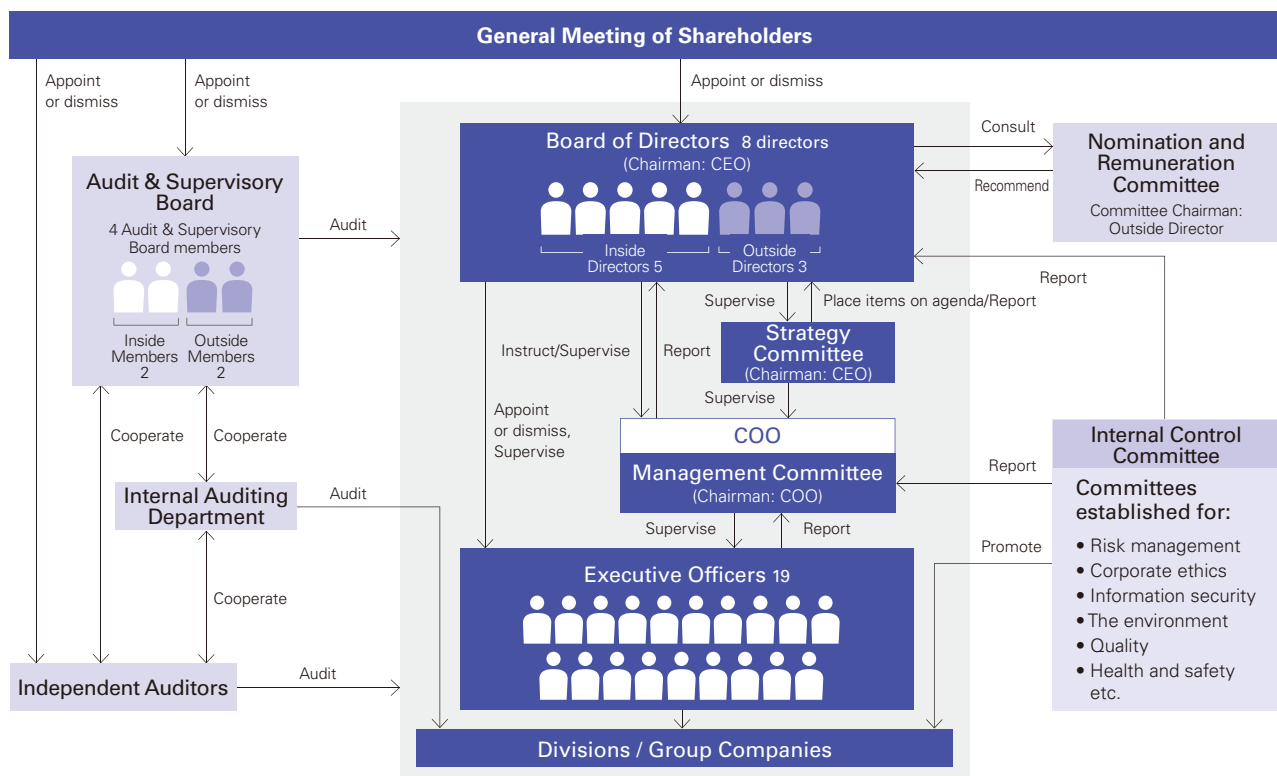 General Meeting of Shareholders
Appoint
or dismiss
Appoint
or dismiss
Appoint or dismiss
Audit & Supervisory
Board
4 Audit & Supervisory
Board members
Inside
Members
2
Outside
Members
2
Audit
Board of Directors 8 directors
(Chairman: CEO)
Inside
Directors 5
Outside
Directors 3
Consult
Recommend
Nomination and
Remuneration
Committee
Committee Chairman:
Outside Director
Report
Supervise
Place items on agenda/Report
Instruct/Supervise
Report
Strategy
Committee
(Chairman: CEO)
Supervise
Appoint
or dismiss,
Supervise
COO
Management Committee
(Chairman: COO)
Cooperate
Cooperate
Internal Auditing
Department
Audit
Report
Internal Control
Committee
Committees
established for:
• Risk management
• Corporate ethics
• Information security
• The environment
• Quality
• Health and safety
etc.
Supervise
Report
Promote
Executive Officers 19
Cooperate
Independent Auditors
Audit
Divisions / Group Companies